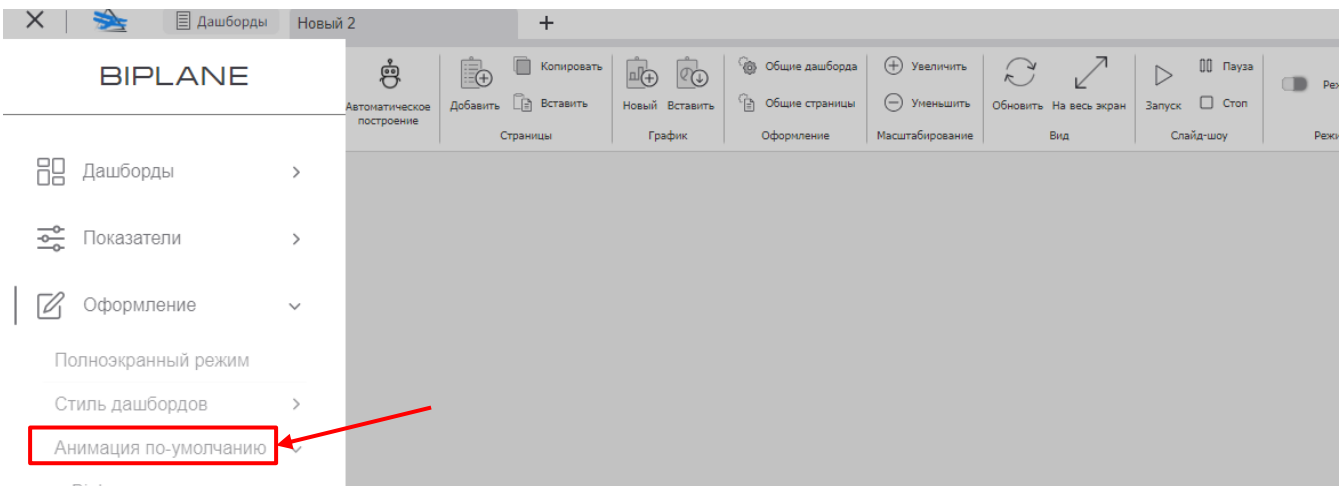 Дашборды
Новый 2
BIPLANE
Дашборды
Показатели
Оформление
Полноэкранный режим
Стиль дашбордов
Анимация по-умолчанию
Автоматическое
построение
Добавить
Копировать
Вставить
Страницы
Новый
Вставить
График
Общие дашборда
Общие страницы
Оформление
Увеличить
Уменьшить
Масштабирование
Обновить
На весь экран
Вид
Запуск
Пауза
Стоп
Слайд-шоу